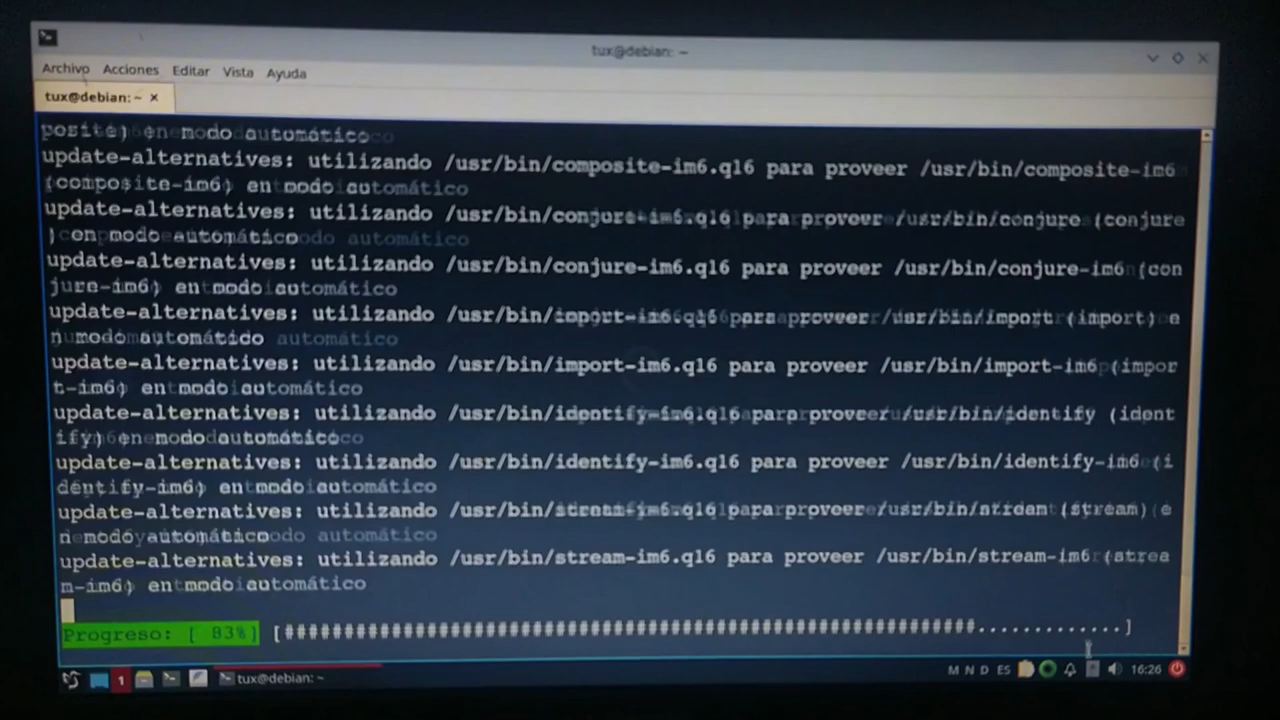 tux@debian: ~
Archivo Acciones Editar Vista Ayuda
tux@debian: ~ ×
posite) en modo automático
update-alternatives: utilizando /usr/bin/composite-im6.q16 para proveer /usr/bin/composite-im6
(composite-im6) en modo automático
update-alternatives: utilizando /usr/bin/conjure-im6.q16 para proveer /usr/bin/conjure (conjure
) en modo automático
update-alternatives: utilizando /usr/bin/conjure-im6.q16 para proveer /usr/bin/conjure-im6 (con
jure-im6) en modo automático
update-alternatives: utilizando /usr/bin/import-im6.q16 para proveer /usr/bin/import (import) e
n modo automático
update-alternatives: utilizando /usr/bin/import-im6.q16 para proveer /usr/bin/import-im6 (impor
t-im6) en modo automático
update-alternatives: utilizando /usr/bin/identify-im6.q16 para proveer /usr/bin/identify (ident
ify) en modo automático
update-alternatives: utilizando /usr/bin/identify-im6.q16 para proveer /usr/bin/identify-im6 (i
dentify-im6) en modo automático
update-alternatives: utilizando /usr/bin/stream-im6.q16 para proveer /usr/bin/stream (stream) e
n modo automático
update-alternatives: utilizando /usr/bin/stream-im6.q16 para proveer /usr/bin/stream-im6 (strea
m-im6) en modo automático
Progreso: [ 83%] [##########################################################.............]
1 tux@debian: ~ M N D ES 16:26